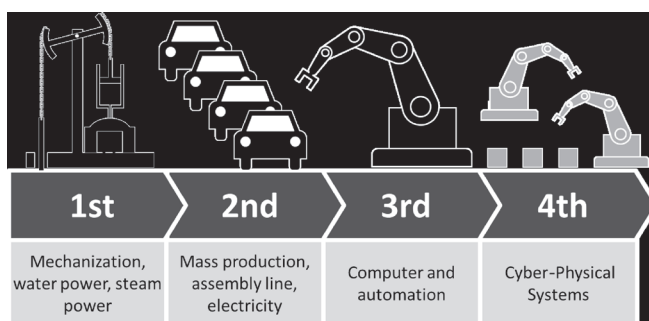 1st
2nd
3rd
4th
Mechanization,
water power, steam
power
Mass production,
assembly line,
electricity
Computer and
automation
Cyber-Physical
Systems